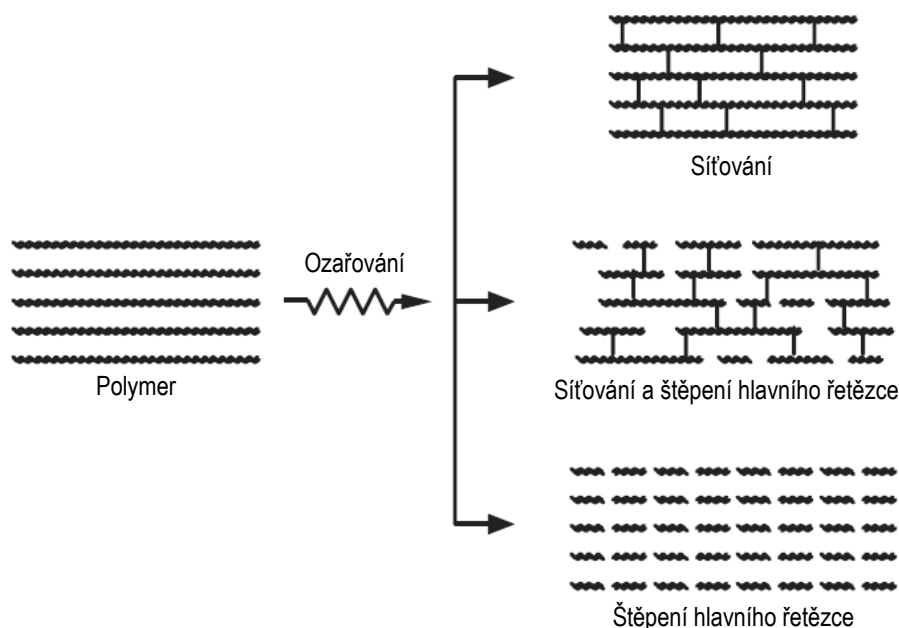 Síťování
Ozařování
Polymer
Síťování a štěpení hlavního řetězce
Štěpení hlavního řetězce